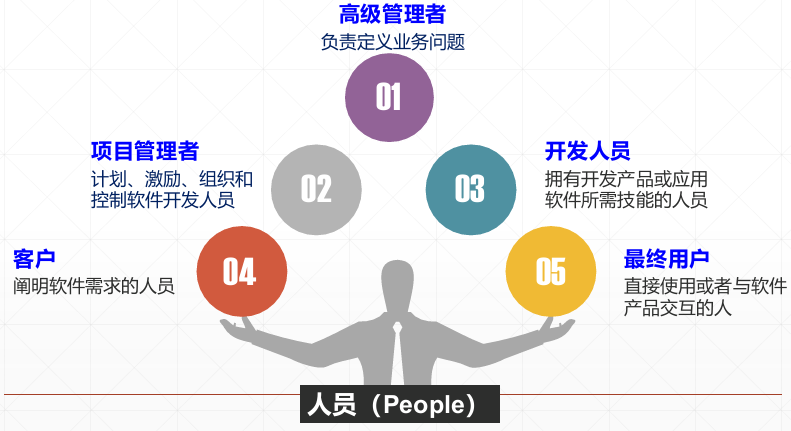 高级管理者
负责定义业务问题
01
项目管理者
计划、激励、组织和
控制软件开发人员
02
03
开发人员
拥有开发产品或应用
软件所需技能的人员
客户
阐明软件需求的人员
04
05
最终用户
直接使用或者与软件
产品交互的人
人员（People）